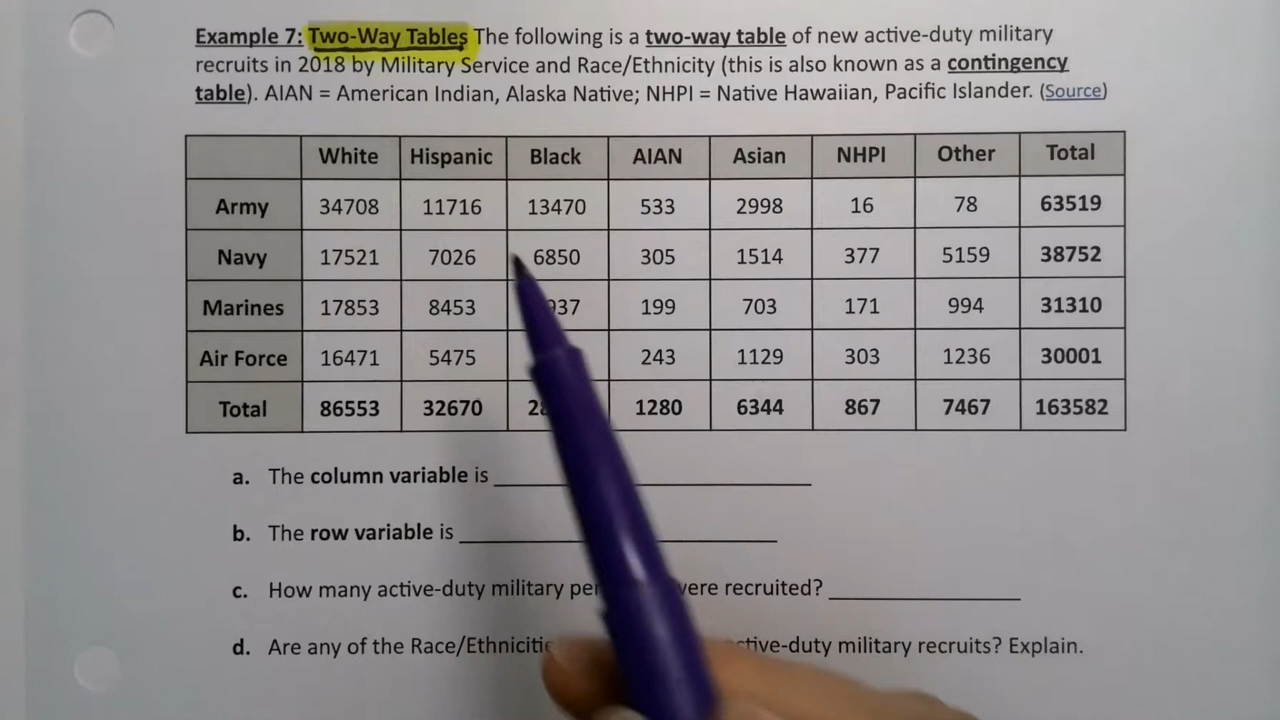 Example 7: Two-Way Tables The following is a two-way table of new active-duty military
recruits in 2018 by Military Service and Race/Ethnicity (this is also known as a contingency
table). AIAN = American Indian, Alaska Native; NHPI = Native Hawaiian, Pacific Islander. (Source)
White Hispanic Black AIAN Asian NHPI Other Total
Army 34708 11716 13470 533 2998 16 78 63519
Navy 17521 7026 6850 305 1514 377 5159 38752
Marines 17853 8453 199 703 171 994 31310
Air Force 16471 5475 243 1129 303 1236 30001
Total 86553 32670 1280 6344 867 7467 163582
a. The column variable is
b. The row variable is
c. How many active-duty military were recruited?
d. Are any of the military recruits? Explain.